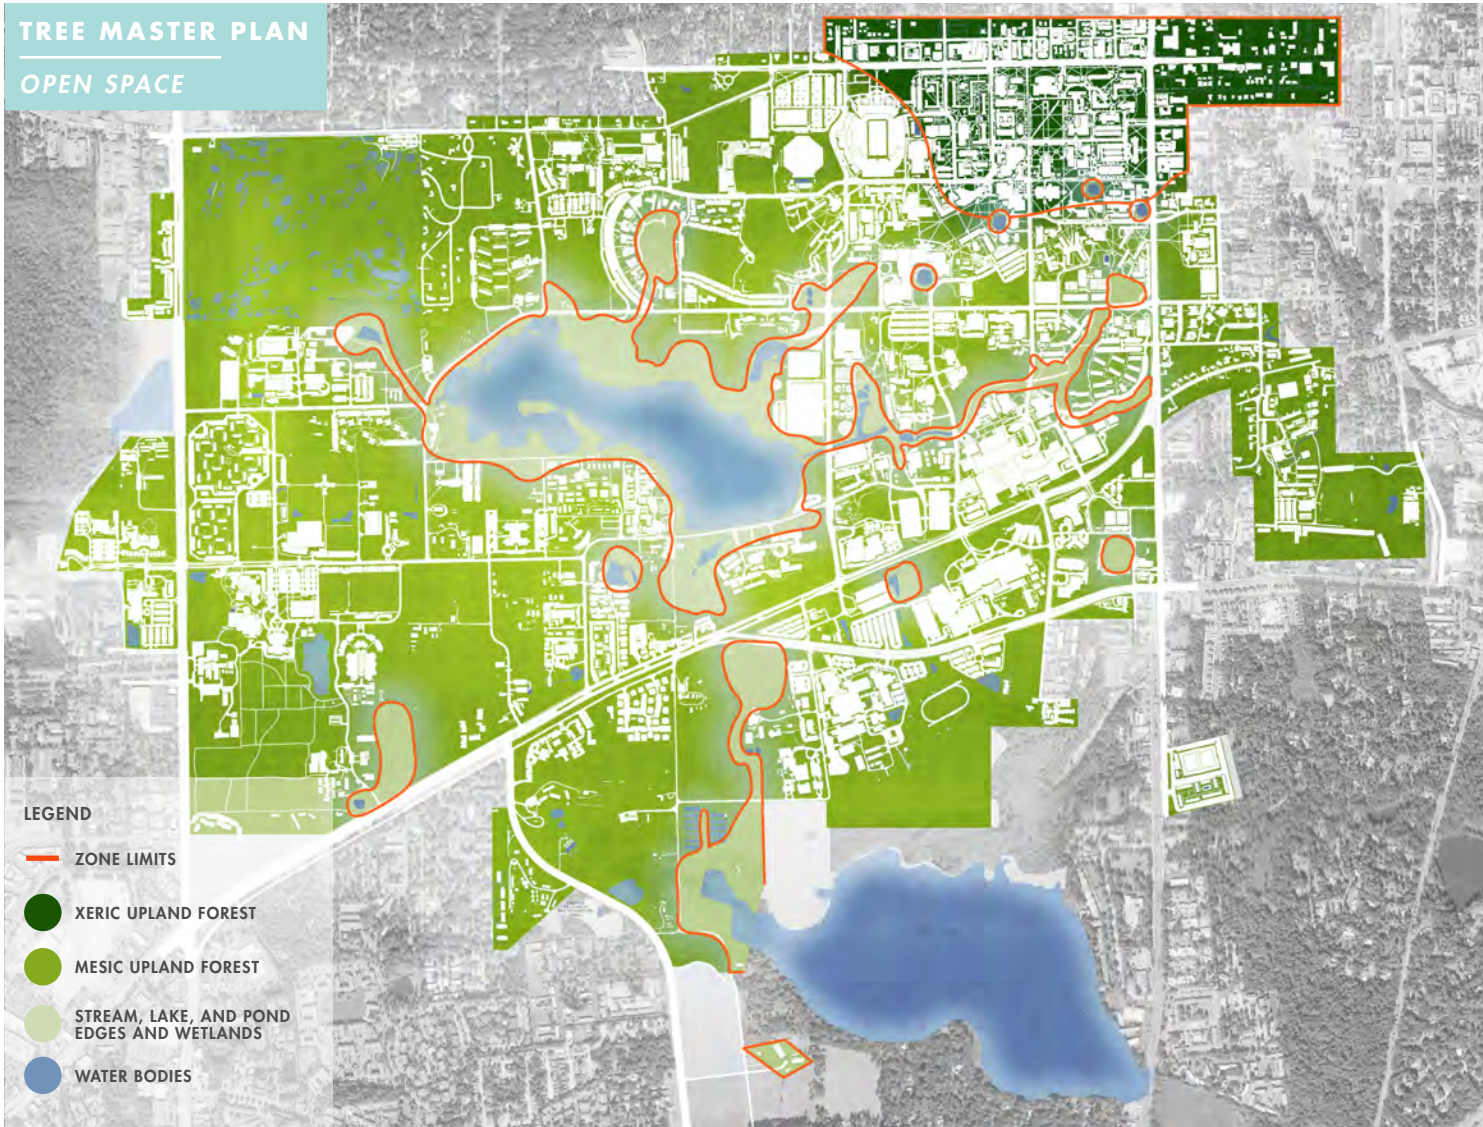 TREE MASTER PLAN
OPEN SPACE
LEGEND
ZONE LIMITS
XERIC UPLAND FOREST
MESIC UPLAND FOREST
STREAM, LAKE, AND POND
EDGES AND WETLANDS
WATER BODIES